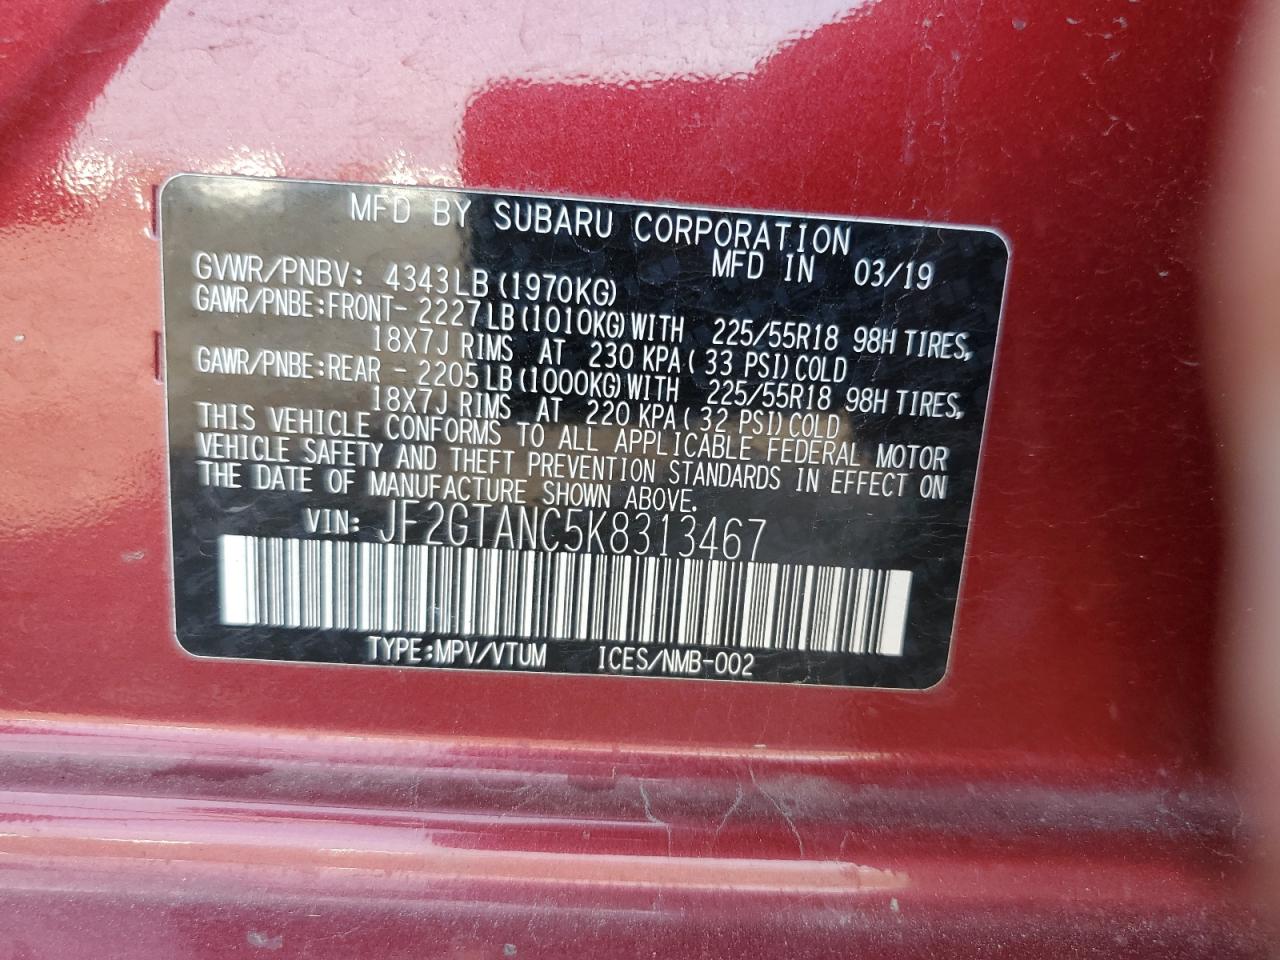 MFD BY SUBARU CORPORATION
MFD IN 03/19
GVWR/PNBV: 4343LB(1970KG)
GAWR/PNBE:FRONT- 2227LB(1010KG)WITH 225/55R18 98H TIRES,
18X7J RIMS AT 230 KPA(33 PSI)COLD
GAWR/PNBE:REAR - 2205LB(1000KG)WITH 225/55R18 98H TIRES,
18X7J RIMS AT 220 KPA(32 PSI)COLD
THIS VEHICLE CONFORMS TO ALL APPLICABLE FEDERAL MOTOR
VEHICLE SAFETY AND THEFT PREVENTION STANDARDS IN EFFECT ON
THE DATE OF MANUFACTURE SHOWN ABOVE.
VIN: JF2GTANC5K8313467
TYPE:MPV/VTUM ICES/NMB-002